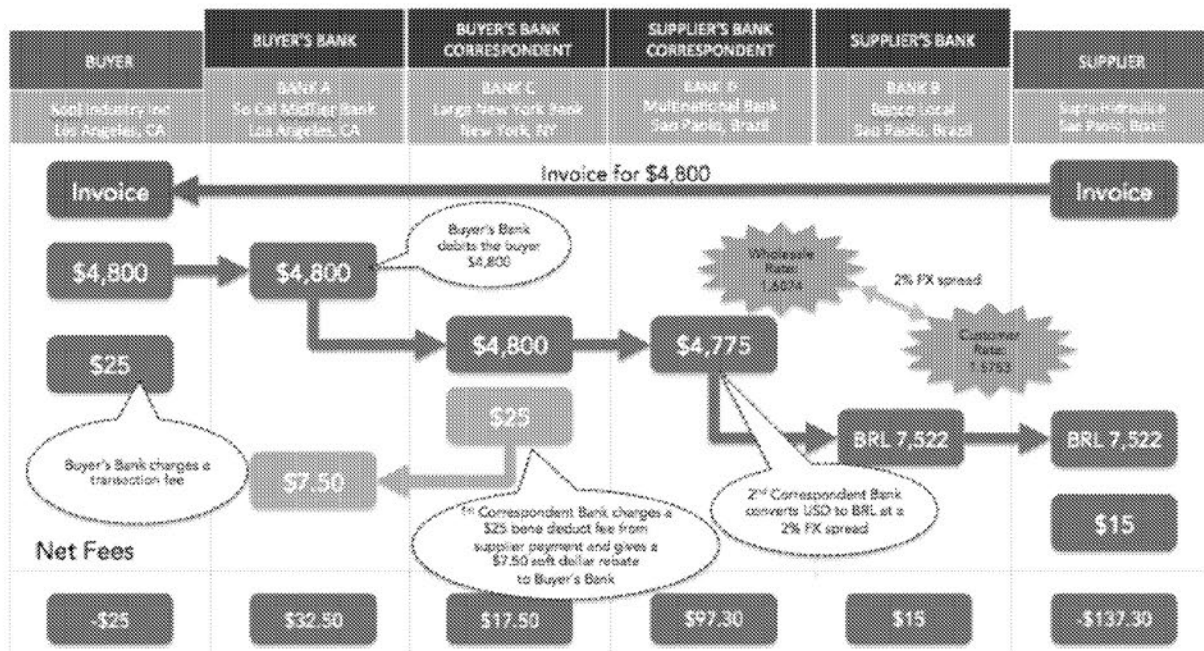 BUYER
BUYER'S BANK
BUYER'S BANK
CORRESPONDENT
SUPPLIER'S BANK
CORRESPONDENT
SUPPLIER'S BANK
SUPPLIER
Industry Inc
Los Angeles, CA
BANK A
So Cal MidTier Bank
Los Angeles, CA
BANK C
Large New York Bank
New York, NY
BANK D
Multinational Bank
Sao Paolo, Brazil
BANK B
Banco Local
Sao Paolo, Brazil
Supra-Hidraulica
Sao Paolo, Brazil
Invoice
Invoice for $4,800
Invoice
Buyer's Bank
debits the buyer
$4,800
$4,800
$4,800
Wholesale
Rate:
1.6074
2% FX spread
Customer
Rate:
1.5753
$4,800
$4,775
$25
$25
BRL 7,522
BRL 7,522
Buyer's Bank charges a
transaction fee
$7.50
1st Correspondent Bank charges a
$25 bene deduct fee from
supplier payment and gives a
$7.50 soft dollar rebate
to Buyer's Bank
2nd Correspondent Bank
converts USD to BRL at a
2% FX spread
$15
Net Fees
-$25
$32.50
$17.50
$97.30
$15
-$137.30